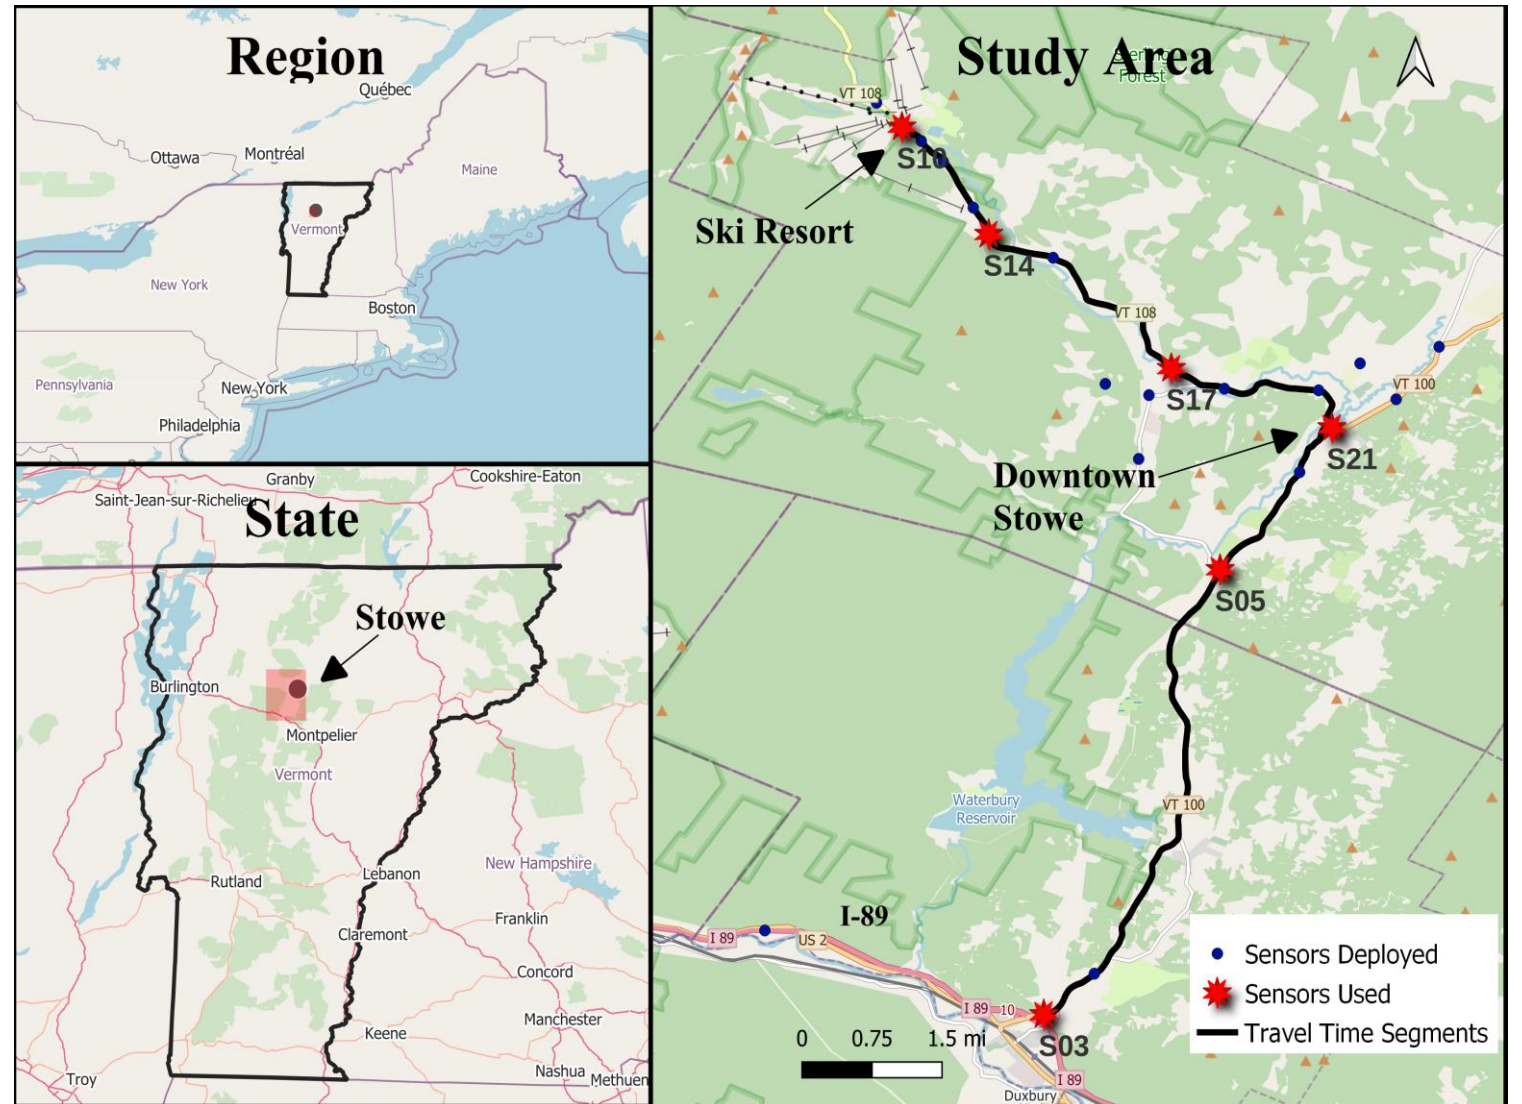 Region
Québec
Ottawa
Montréal
Maine
Vermont
New York
Boston
Pennsylvania
New York
Philadelphia
State
Granby
Cookshire-Eaton
Saint-Jean-sur-Richelieu
Stowe
Burlington
Montpelier
Vermont
Rutland
Lebanon
New Hampshire
Franklin
Claremont
Concord
Manchester
Keene
Nashua
Methuen
Troy
Study Area
Sterling
Forest
VT 108
S10
Ski Resort
S14
VT 108
S17
VT 100
S21
Downtown
Stowe
S05
VT 100
Waterbury
Reservoir
I-89
I 89
US 2
I 89
10
S03
I 89
Duxbury
0 0.75 1.5 mi
Sensors Deployed
Sensors Used
Travel Time Segments